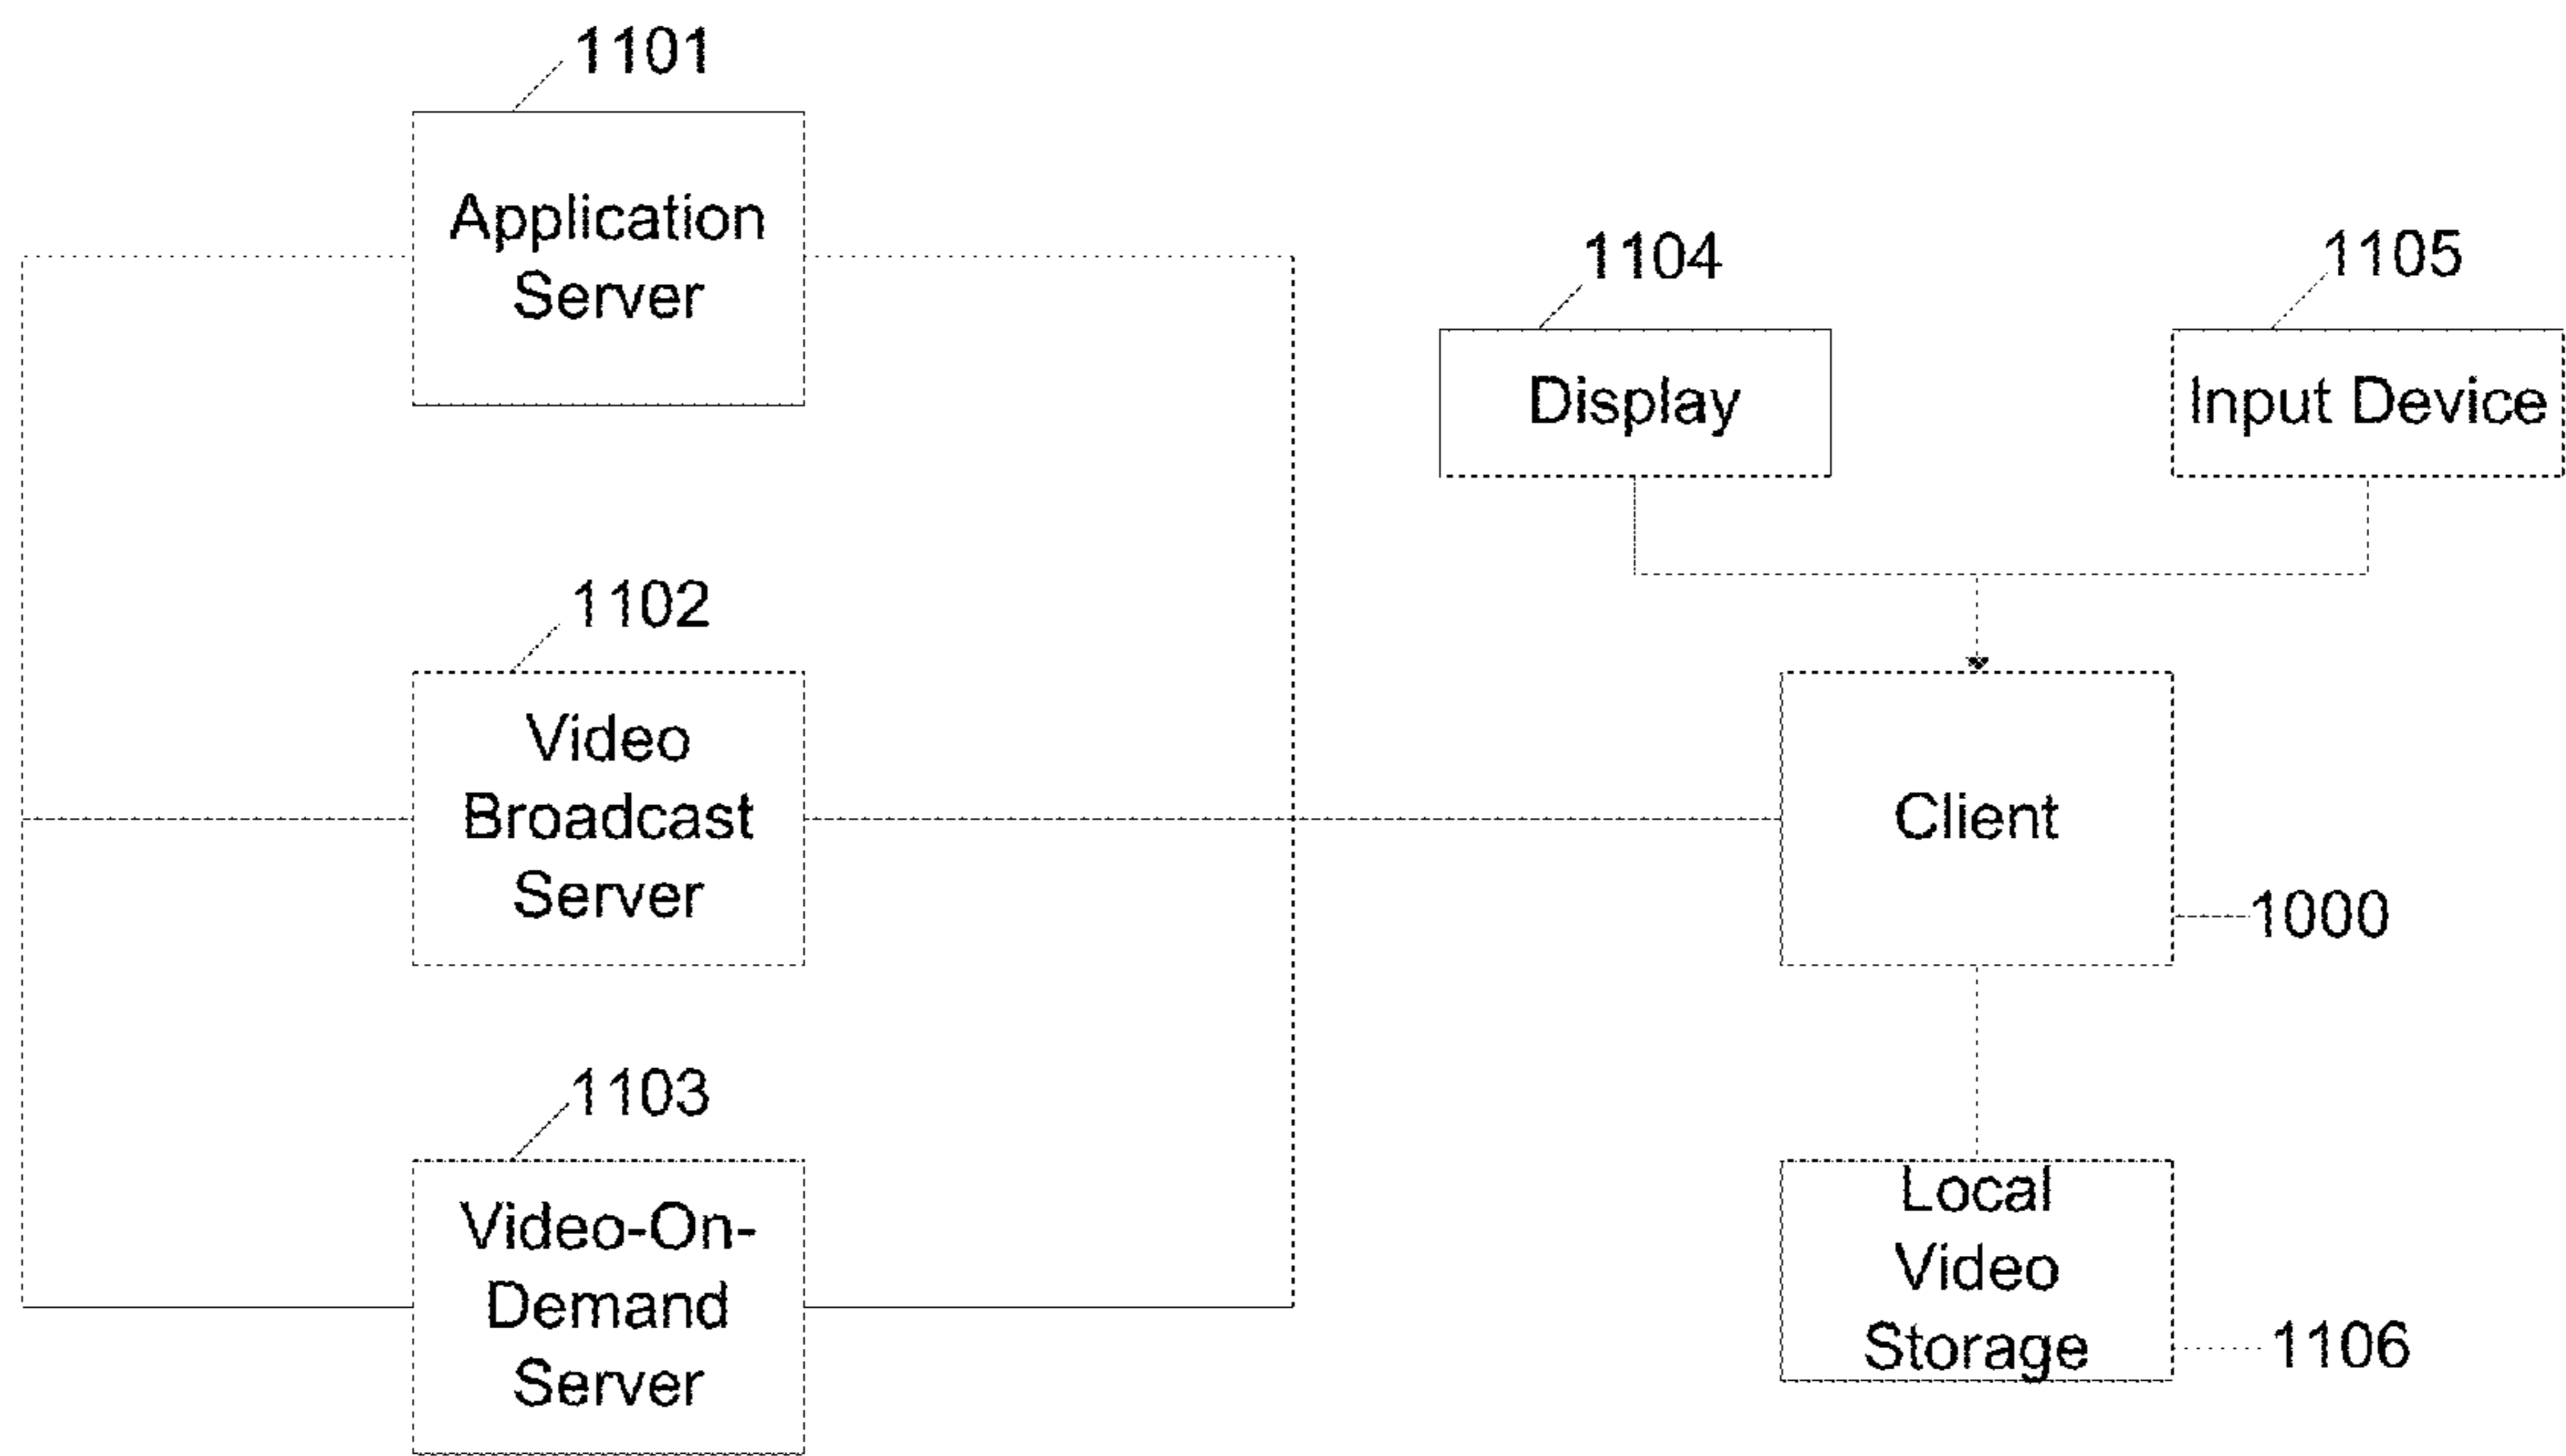 1101
Application
Server
1104
1105
Display
Input Device
1102
Video
Broadcast
Server
Client
1000
1103
Video-On-
Demand
Server
Local
Video
Storage
1106